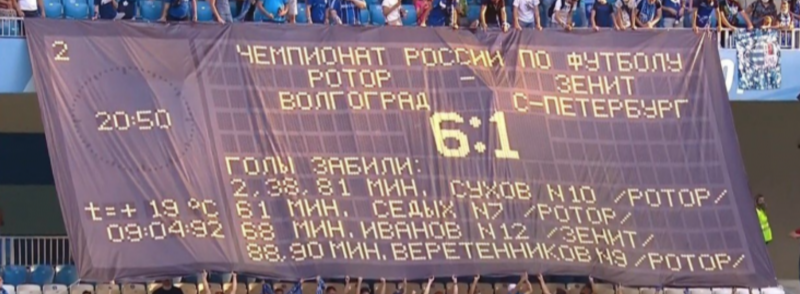 2
ЧЕМПИОНАТ РОССИИ ПО ФУТБОЛУ
РОТОР - ЗЕНИТ
ВОЛГОГРАД С-ПЕТЕРБУРГ
20:50
6:1
ГОЛЫ ЗАБИЛИ:
2,38,81 МИН. СУХОВ N10 /РОТОР/
61 МИН. СЕДЫХ N7 /РОТОР/
68 МИН.ИВАНОВ N12 /ЗЕНИТ/
88,90 МИН.ВЕРЕТЕННИКОВ N9 /РОТОР/
t=+ 19 °C
09:04:92